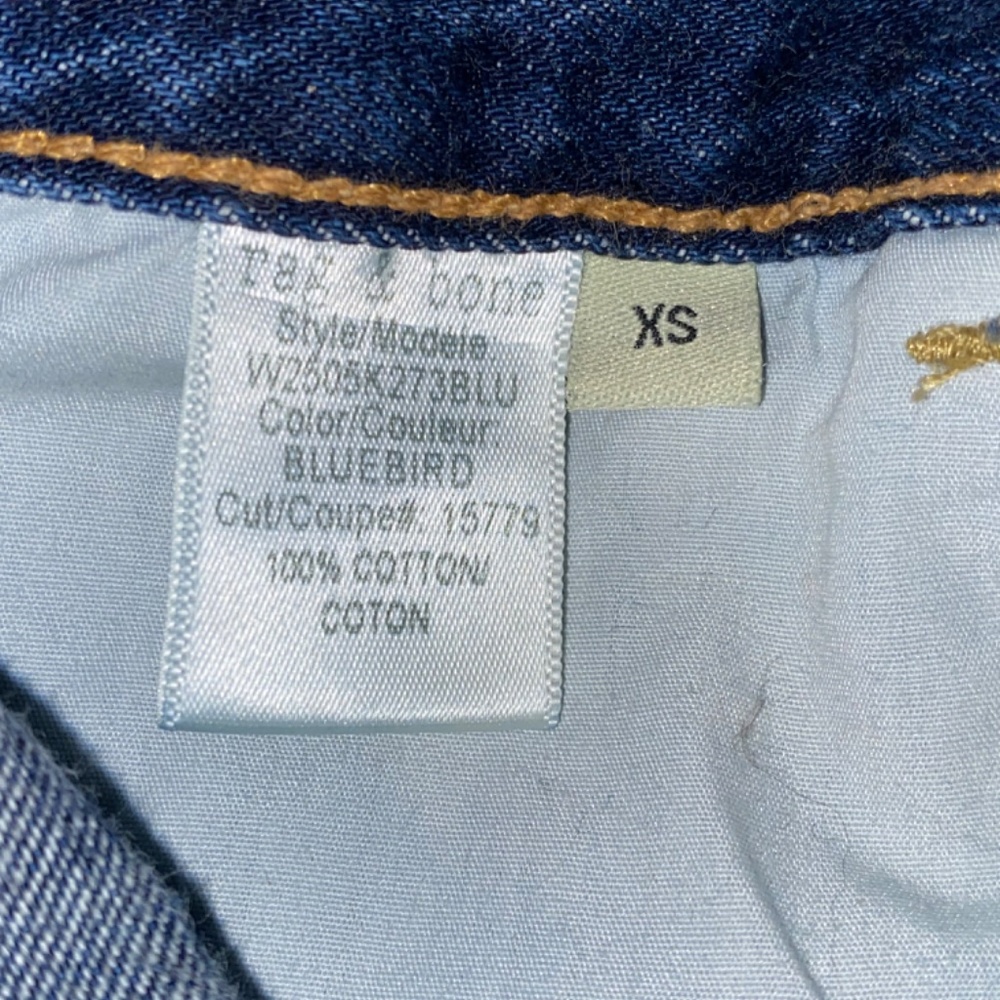 rag & bone
Style/Modele
W2505K273BLU
Color/Couleur:
BLUEBIRD
Cut/Coupe#: 15779
100% COTTON/
COTON
XS